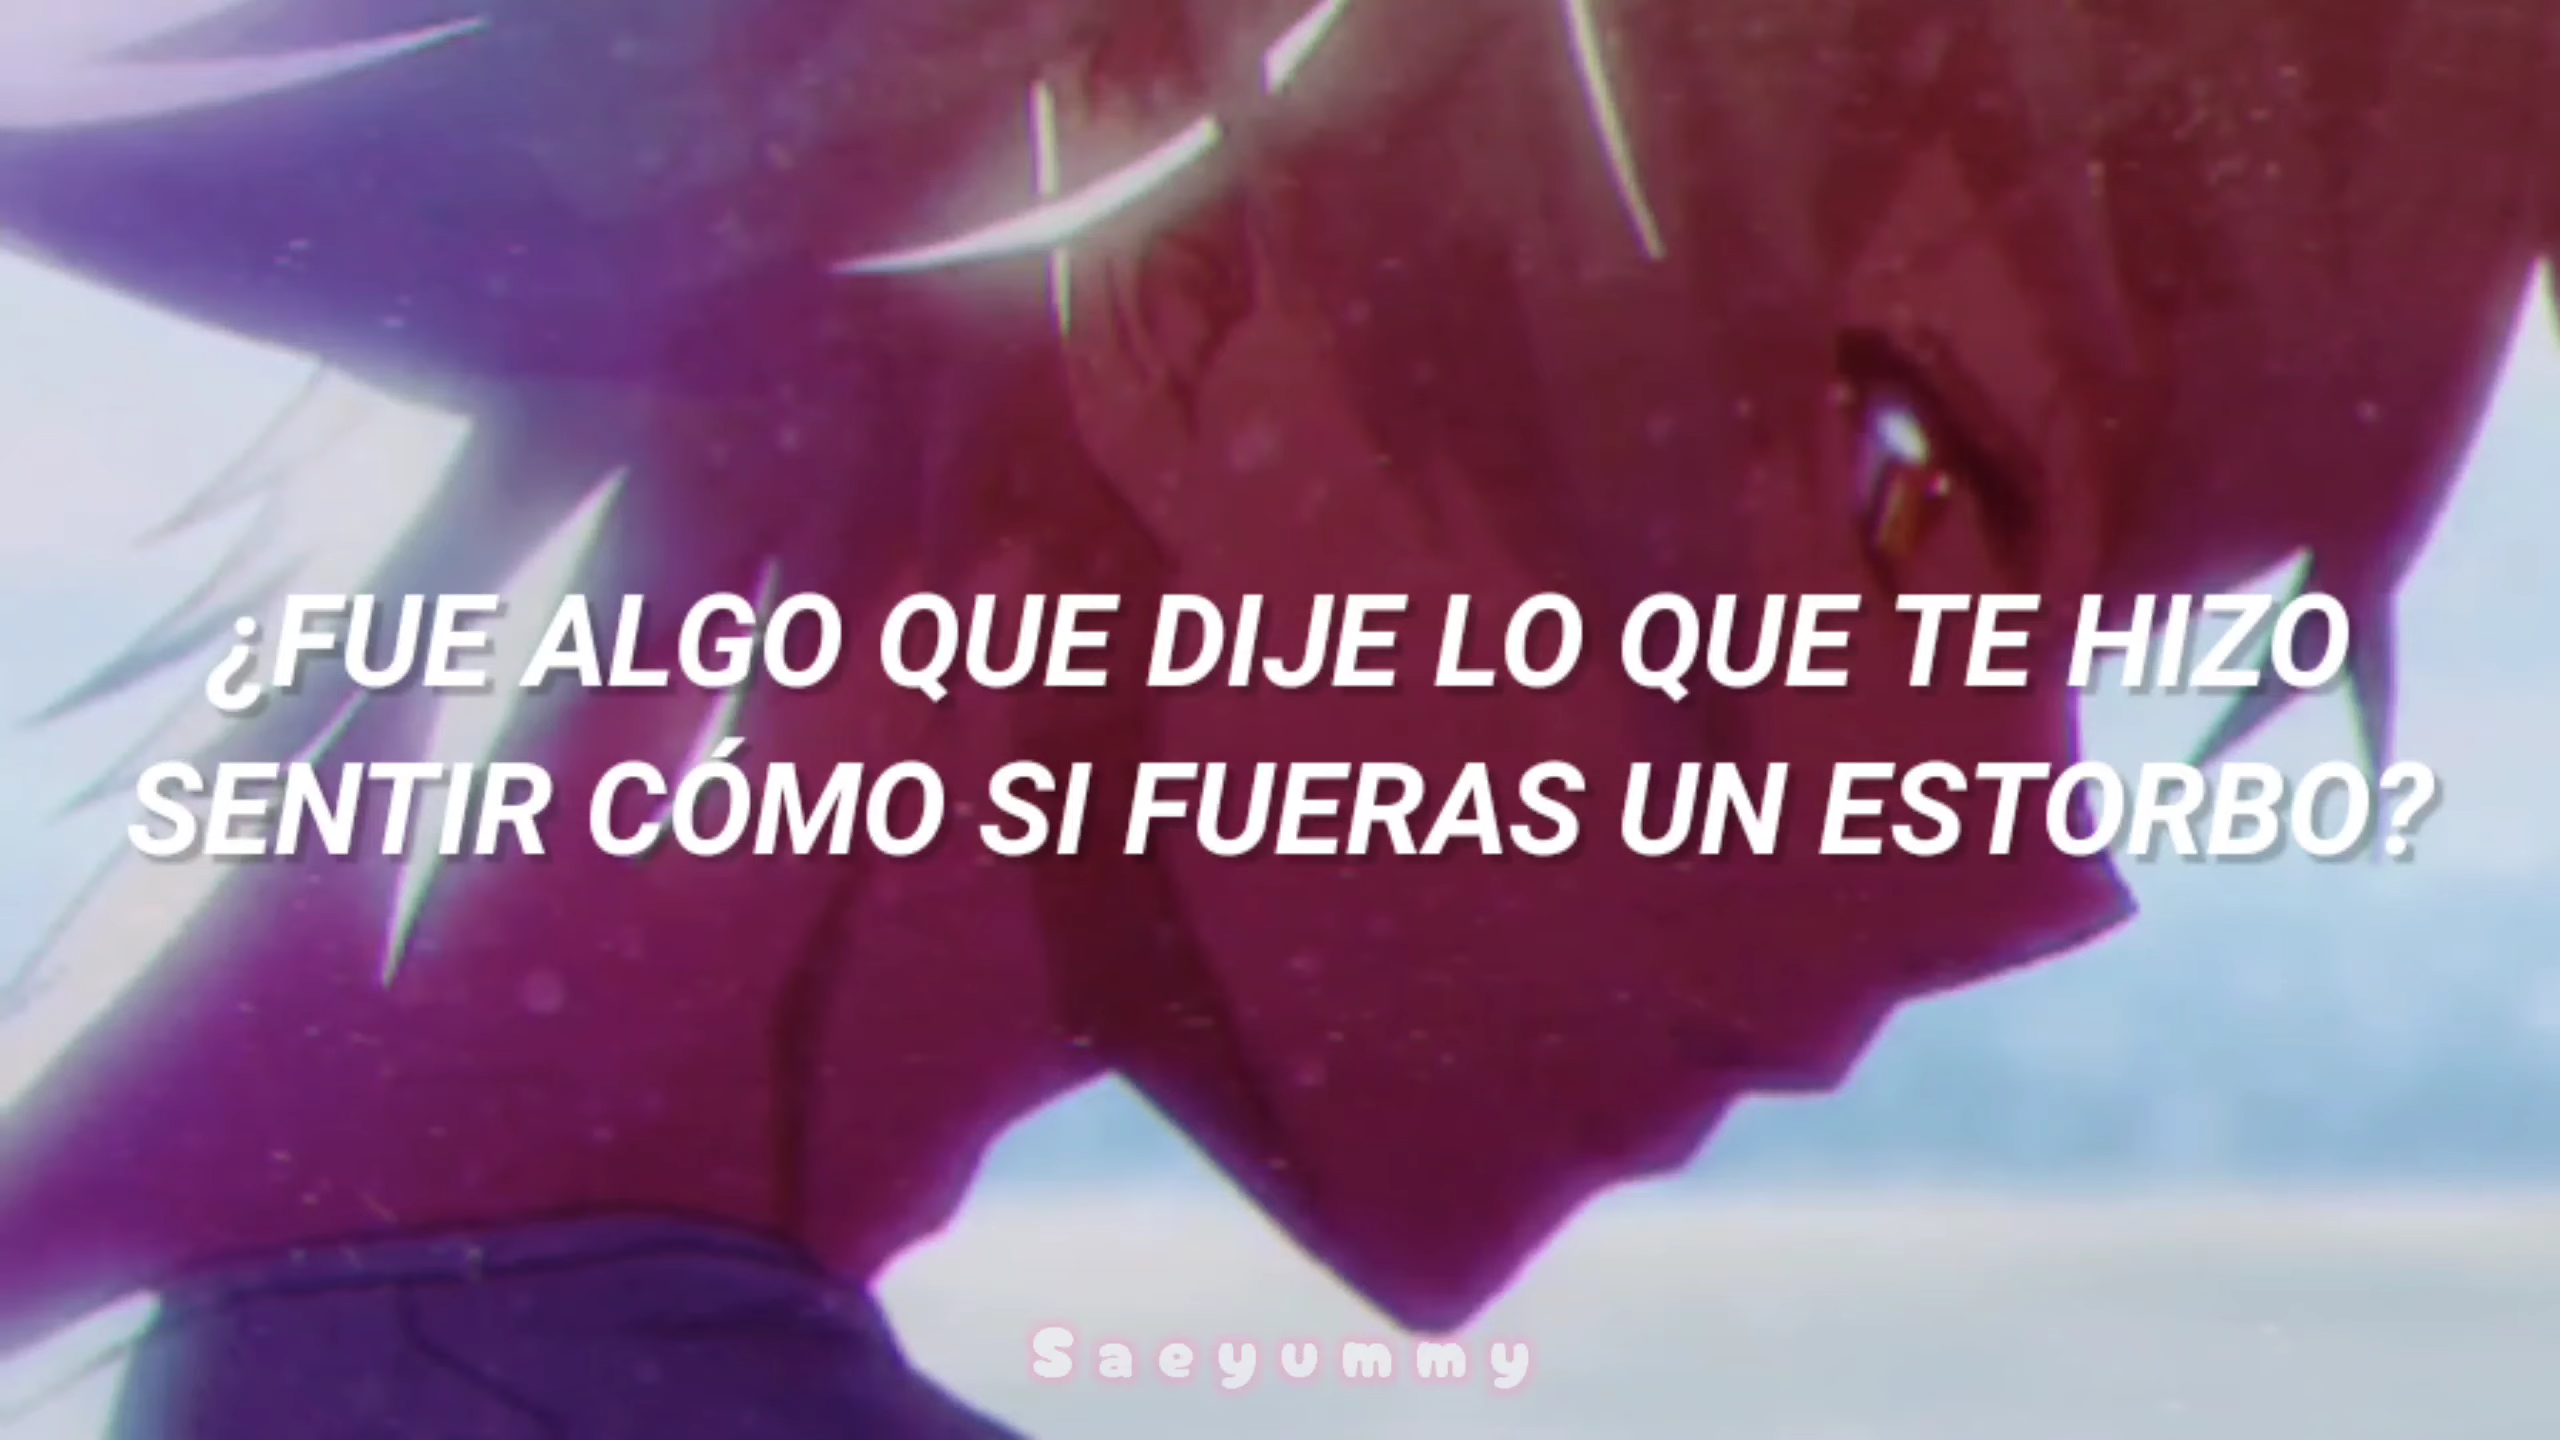 ¿FUE ALGO QUE DIJE LO QUE TE HIZO
SENTIR CÓMO SI FUERAS UN ESTORBO?
Saeyummy